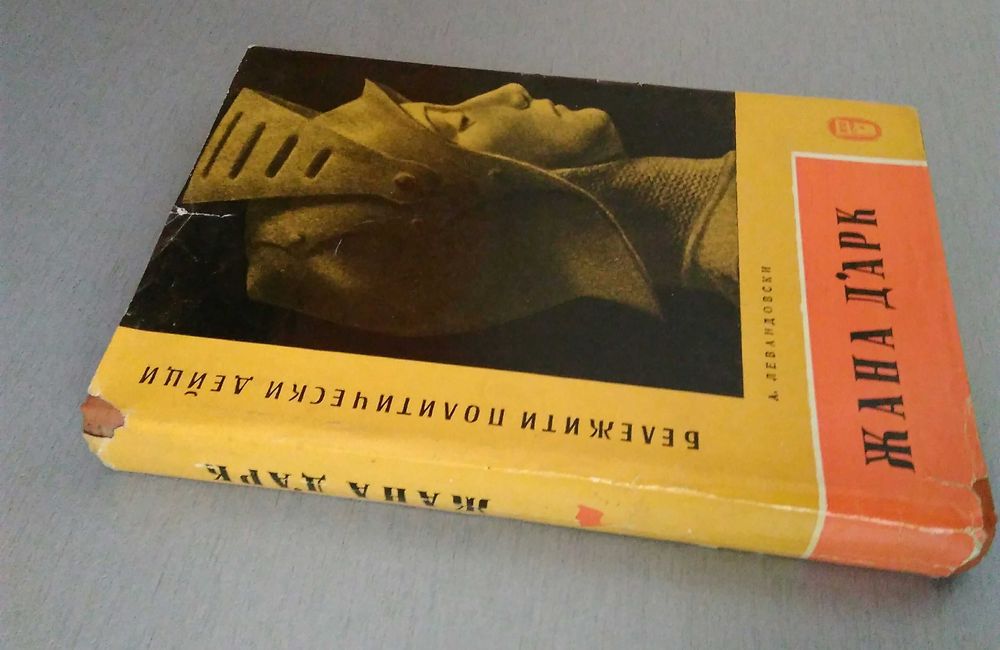 А. ЛЕВАНДОВСКИ
ЖАНА Д'АРК
БЕЛЕЖИТИ ПОЛИТИЧЕСКИ ДЕЙЦИ
ЖАНА Д'АРК